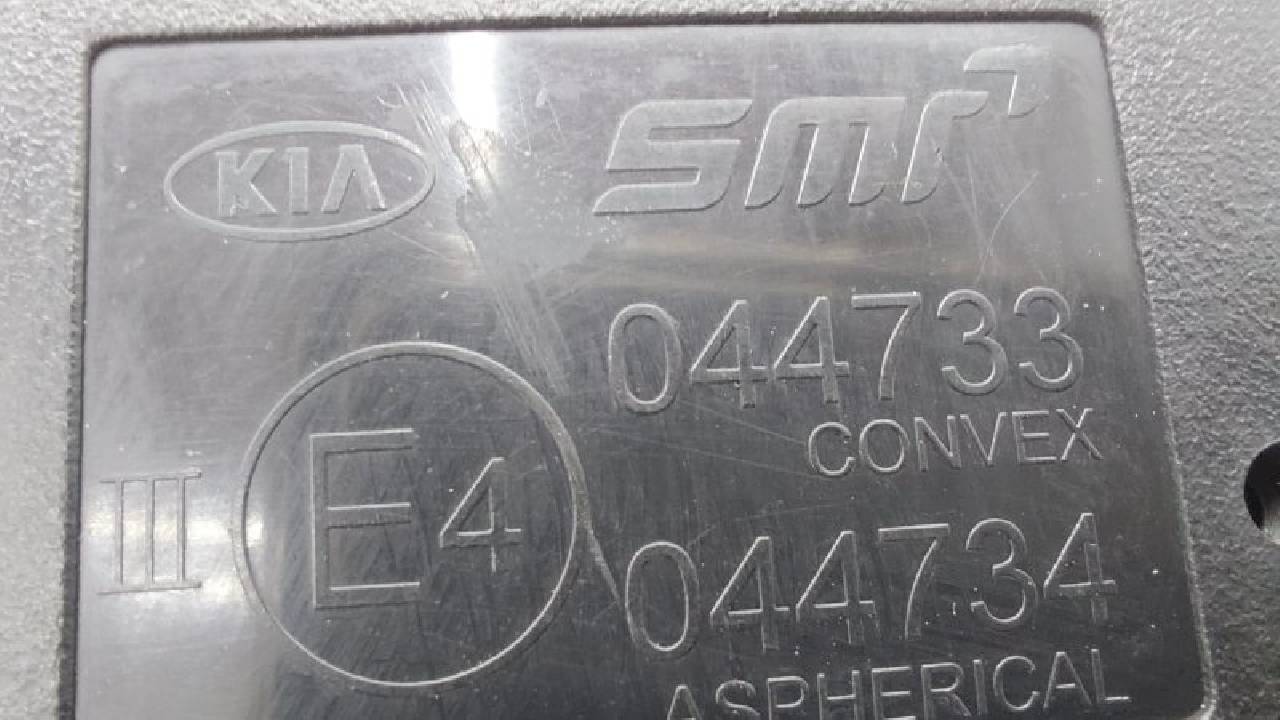 KIA smr
044733
CONVEX
III E4
044734
ASPHERICAL